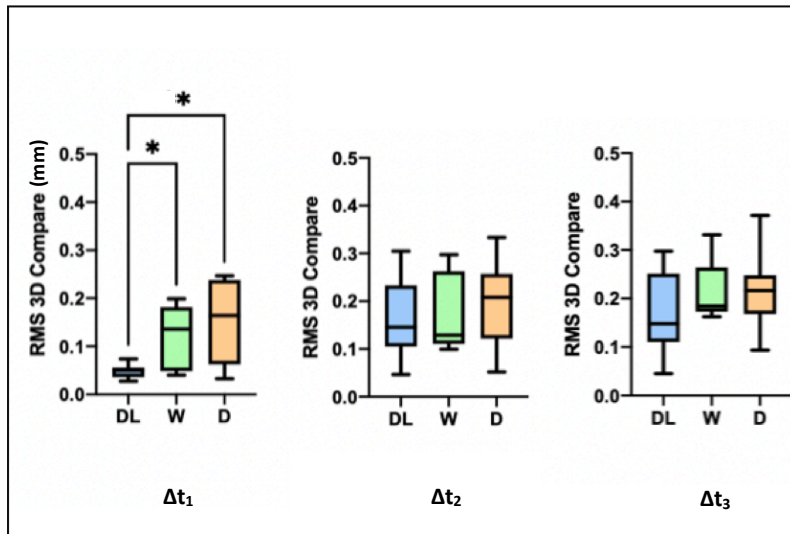 *
*
RMS 3D Compare (mm)
0.5
0.4
0.3
0.2
0.1
0.0
DL W D
Δt₁
RMS 3D Compare
0.5
0.4
0.3
0.2
0.1
0.0
DL W D
Δt₂
RMS 3D Compare
0.5
0.4
0.3
0.2
0.1
0.0
DL W D
Δt₃